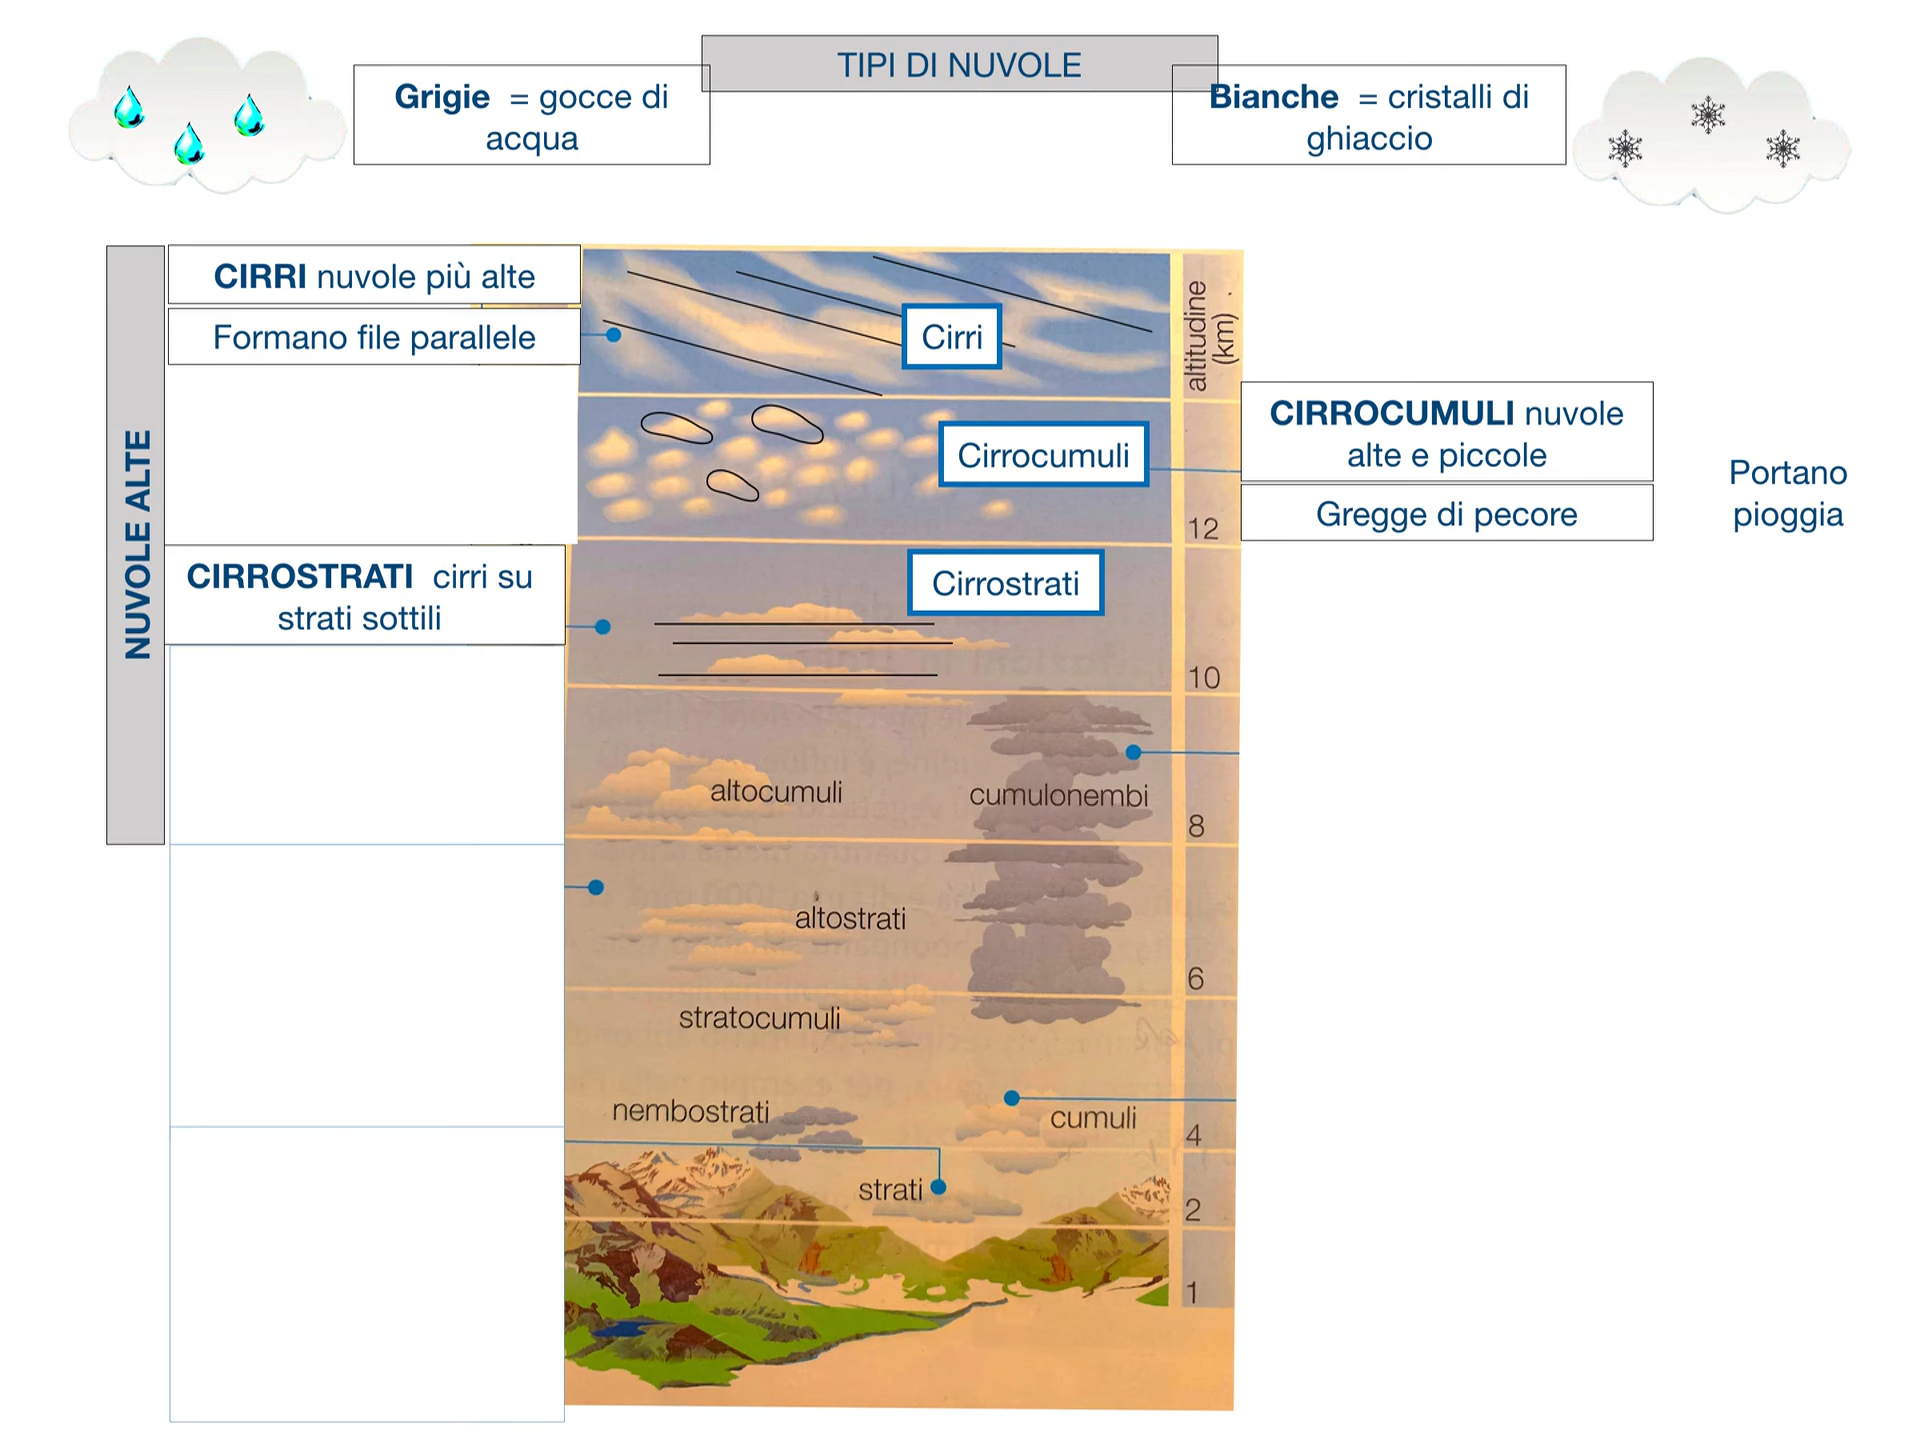 TIPI DI NUVOLE
Grigie = gocce di
acqua
Bianche = cristalli di
ghiaccio
NUVOLE ALTE
CIRRI nuvole più alte
Formano file parallele
Cirri
altitudine
(km)
CIRROCUMULI nuvole
alte e piccole
Gregge di pecore
Portano
pioggia
Cirrocumuli
12
CIRROSTRATI cirri su
strati sottili
Cirrostrati
10
altocumuli
cumulonembi
8
altostrati
6
stratocumuli
nembostrati
cumuli
4
strati
2
1